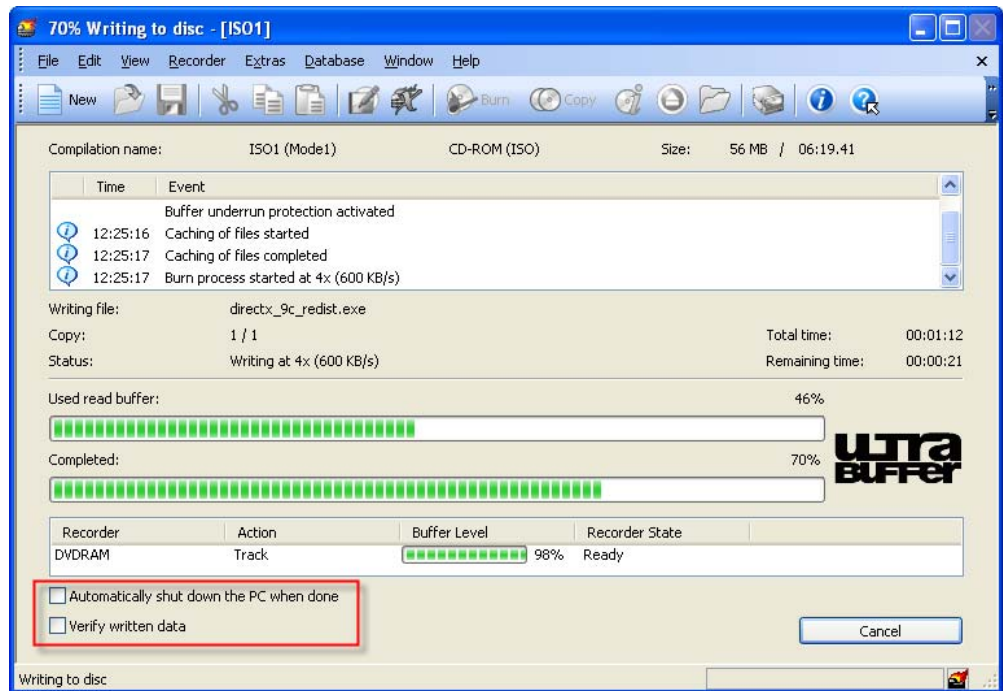 70% Writing to disc - [ISO1]
File Edit View Recorder Extras Database Window Help
New Burn Copy
Compilation name: ISO1 (Mode1) CD-ROM (ISO) Size: 56 MB / 06:19.41
Time Event
Buffer underrun protection activated
12:25:16 Caching of files started
12:25:17 Caching of files completed
12:25:17 Burn process started at 4x (600 KB/s)
Writing file: directx_9c_redist.exe
Copy: 1 / 1 Total time: 00:01:12
Status: Writing at 4x (600 KB/s) Remaining time: 00:00:21
Used read buffer: 46%
Completed: 70%
ULTRA
BUFFER
Recorder Action Buffer Level Recorder State
DVDRAM Track 98% Ready
Automatically shut down the PC when done
Verify written data
Cancel
Writing to disc